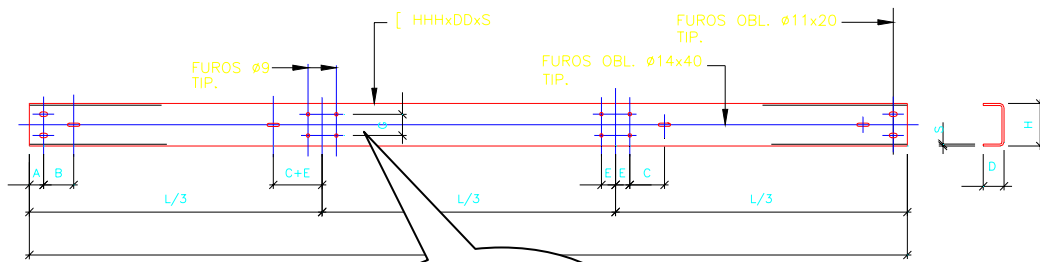 [ HHHxDDxS
FUROS OBL. Ø11x20
TIP.
FUROS Ø9
TIP.
FUROS OBL. Ø14x40
TIP.
G
S
H
A
B
C+E
E
E
C
D
L/3
L/3
L/3